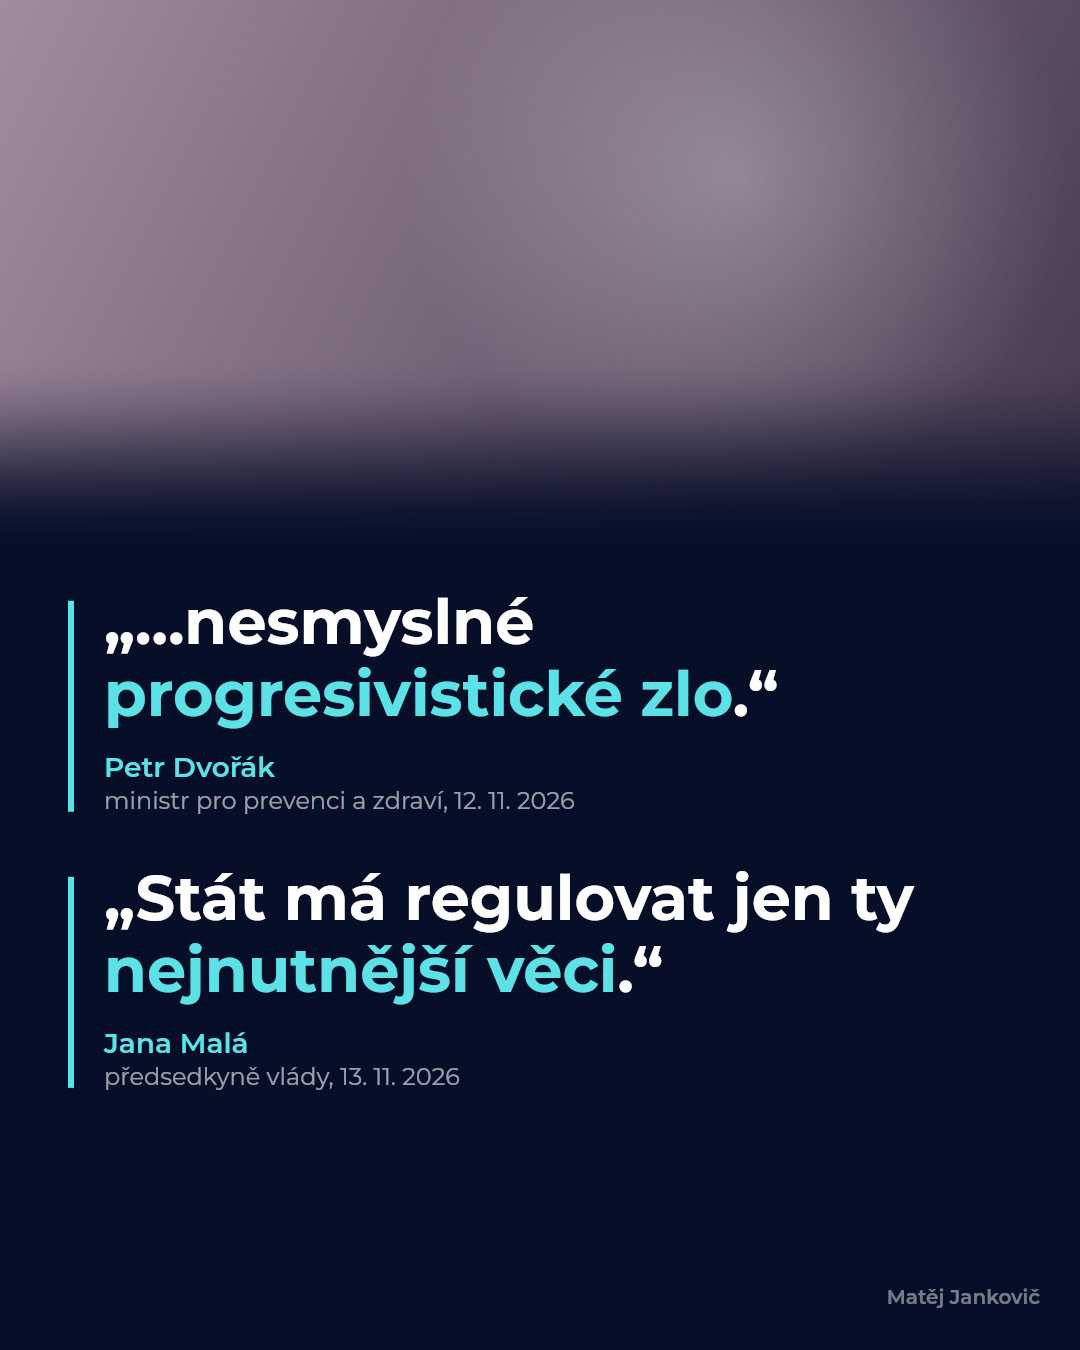 „…nesmyslné
progresivistické zlo.“
Petr Dvořák
ministr pro prevenci a zdraví, 12. 11. 2026
„Stát má regulovat jen ty
nejnutnější věci.“
Jana Malá
předsedkyně vlády, 13. 11. 2026
Matěj Jankovič